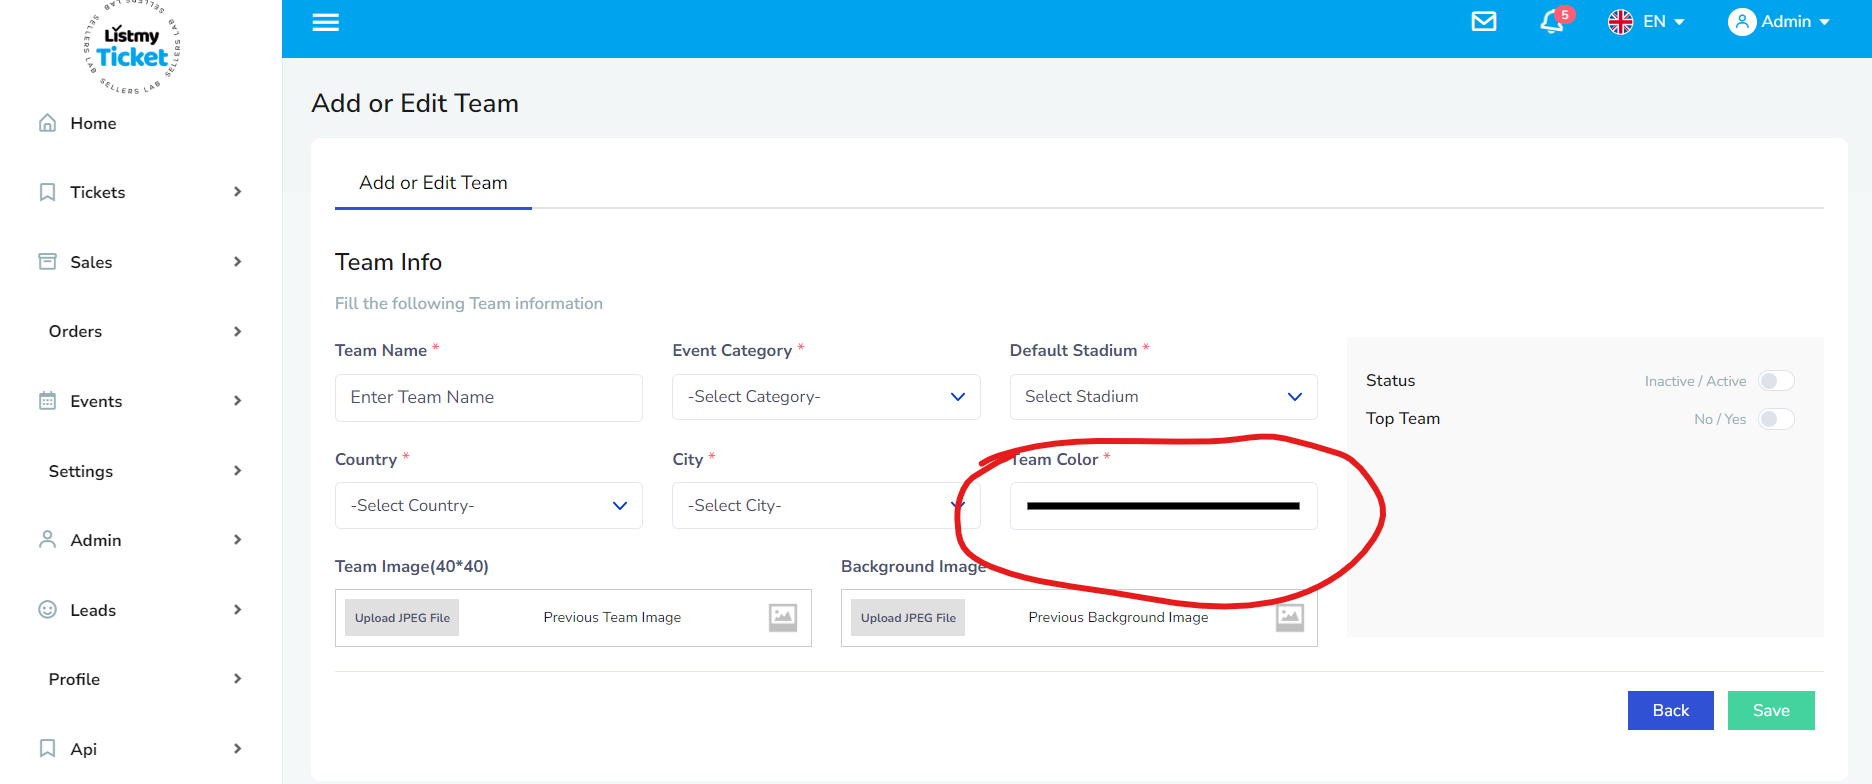 SELLERS LAB SELLERS LAB SELLERS LAB
Listmy
Ticket
5
EN
Admin
Add or Edit Team
Home
Tickets
Sales
Orders
Events
Settings
Admin
Leads
Profile
Api
Add or Edit Team
Team Info
Fill the following Team information
Team Name * Event Category * Default Stadium *
Enter Team Name -Select Category- Select Stadium
Country * City * Team Color *
-Select Country- -Select City-
Team Image(40*40) Background Image
Upload JPEG File Previous Team Image Upload JPEG File Previous Background Image
Status Inactive / Active
Top Team No / Yes
Back Save